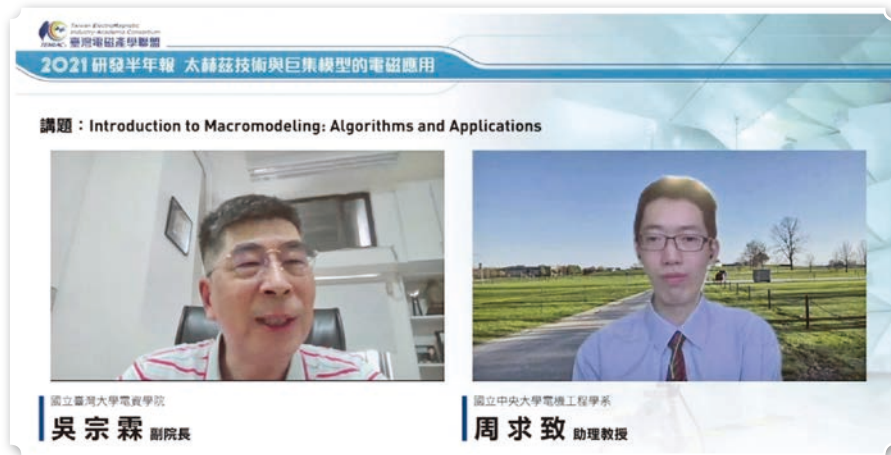 Taiwan Electromagnetic
Industry-Academia Consortium
TEMIAC
臺灣電磁產學聯盟
2021 研發半年報 太赫茲技術與巨集模型的電磁應用
講題：Introduction to Macromodeling: Algorithms and Applications
國立臺灣大學電資學院
吳宗霖 副院長
國立中央大學電機工程學系
周求致 助理教授